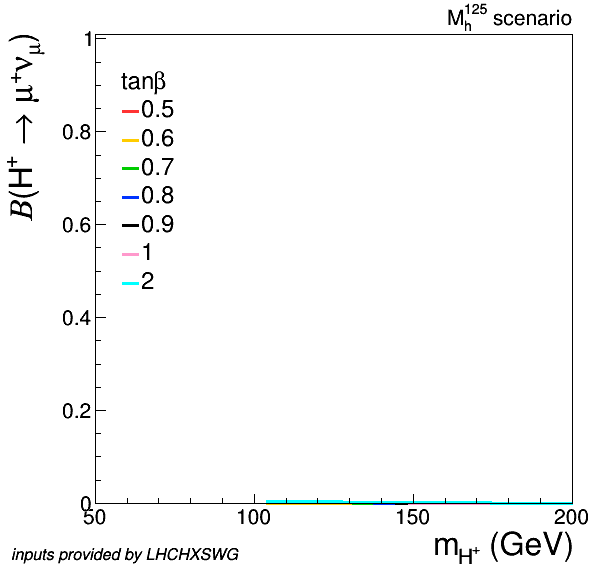 M_h^125 scenario
B(H⁺ → μ⁺ν_μ)
1
0.8
0.6
0.4
0.2
0
tanβ
0.5
0.6
0.7
0.8
0.9
1
2
50 100 150 200
m_H⁺ (GeV)
inputs provided by LHCHXSWG